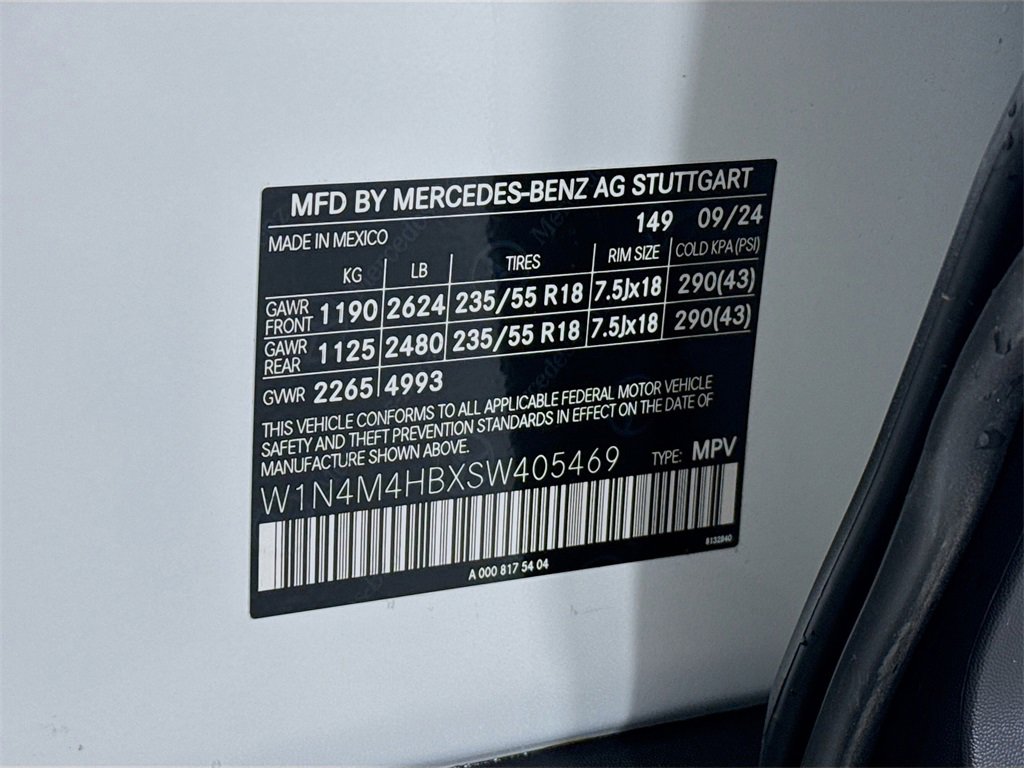 MFD BY MERCEDES-BENZ AG STUTTGART
149 09/24
MADE IN MEXICO
KG LB TIRES RIM SIZE COLD KPA (PSI)
GAWR FRONT 1190 2624 235/55 R18 7.5Jx18 290(43)
GAWR REAR 1125 2480 235/55 R18 7.5Jx18 290(43)
GVWR 2265 4993
THIS VEHICLE CONFORMS TO ALL APPLICABLE FEDERAL MOTOR VEHICLE
SAFETY AND THEFT PREVENTION STANDARDS IN EFFECT ON THE DATE OF
MANUFACTURE SHOWN ABOVE.
W1N4M4HBXSW405469 TYPE: MPV
8132840
A 000 817 54 04